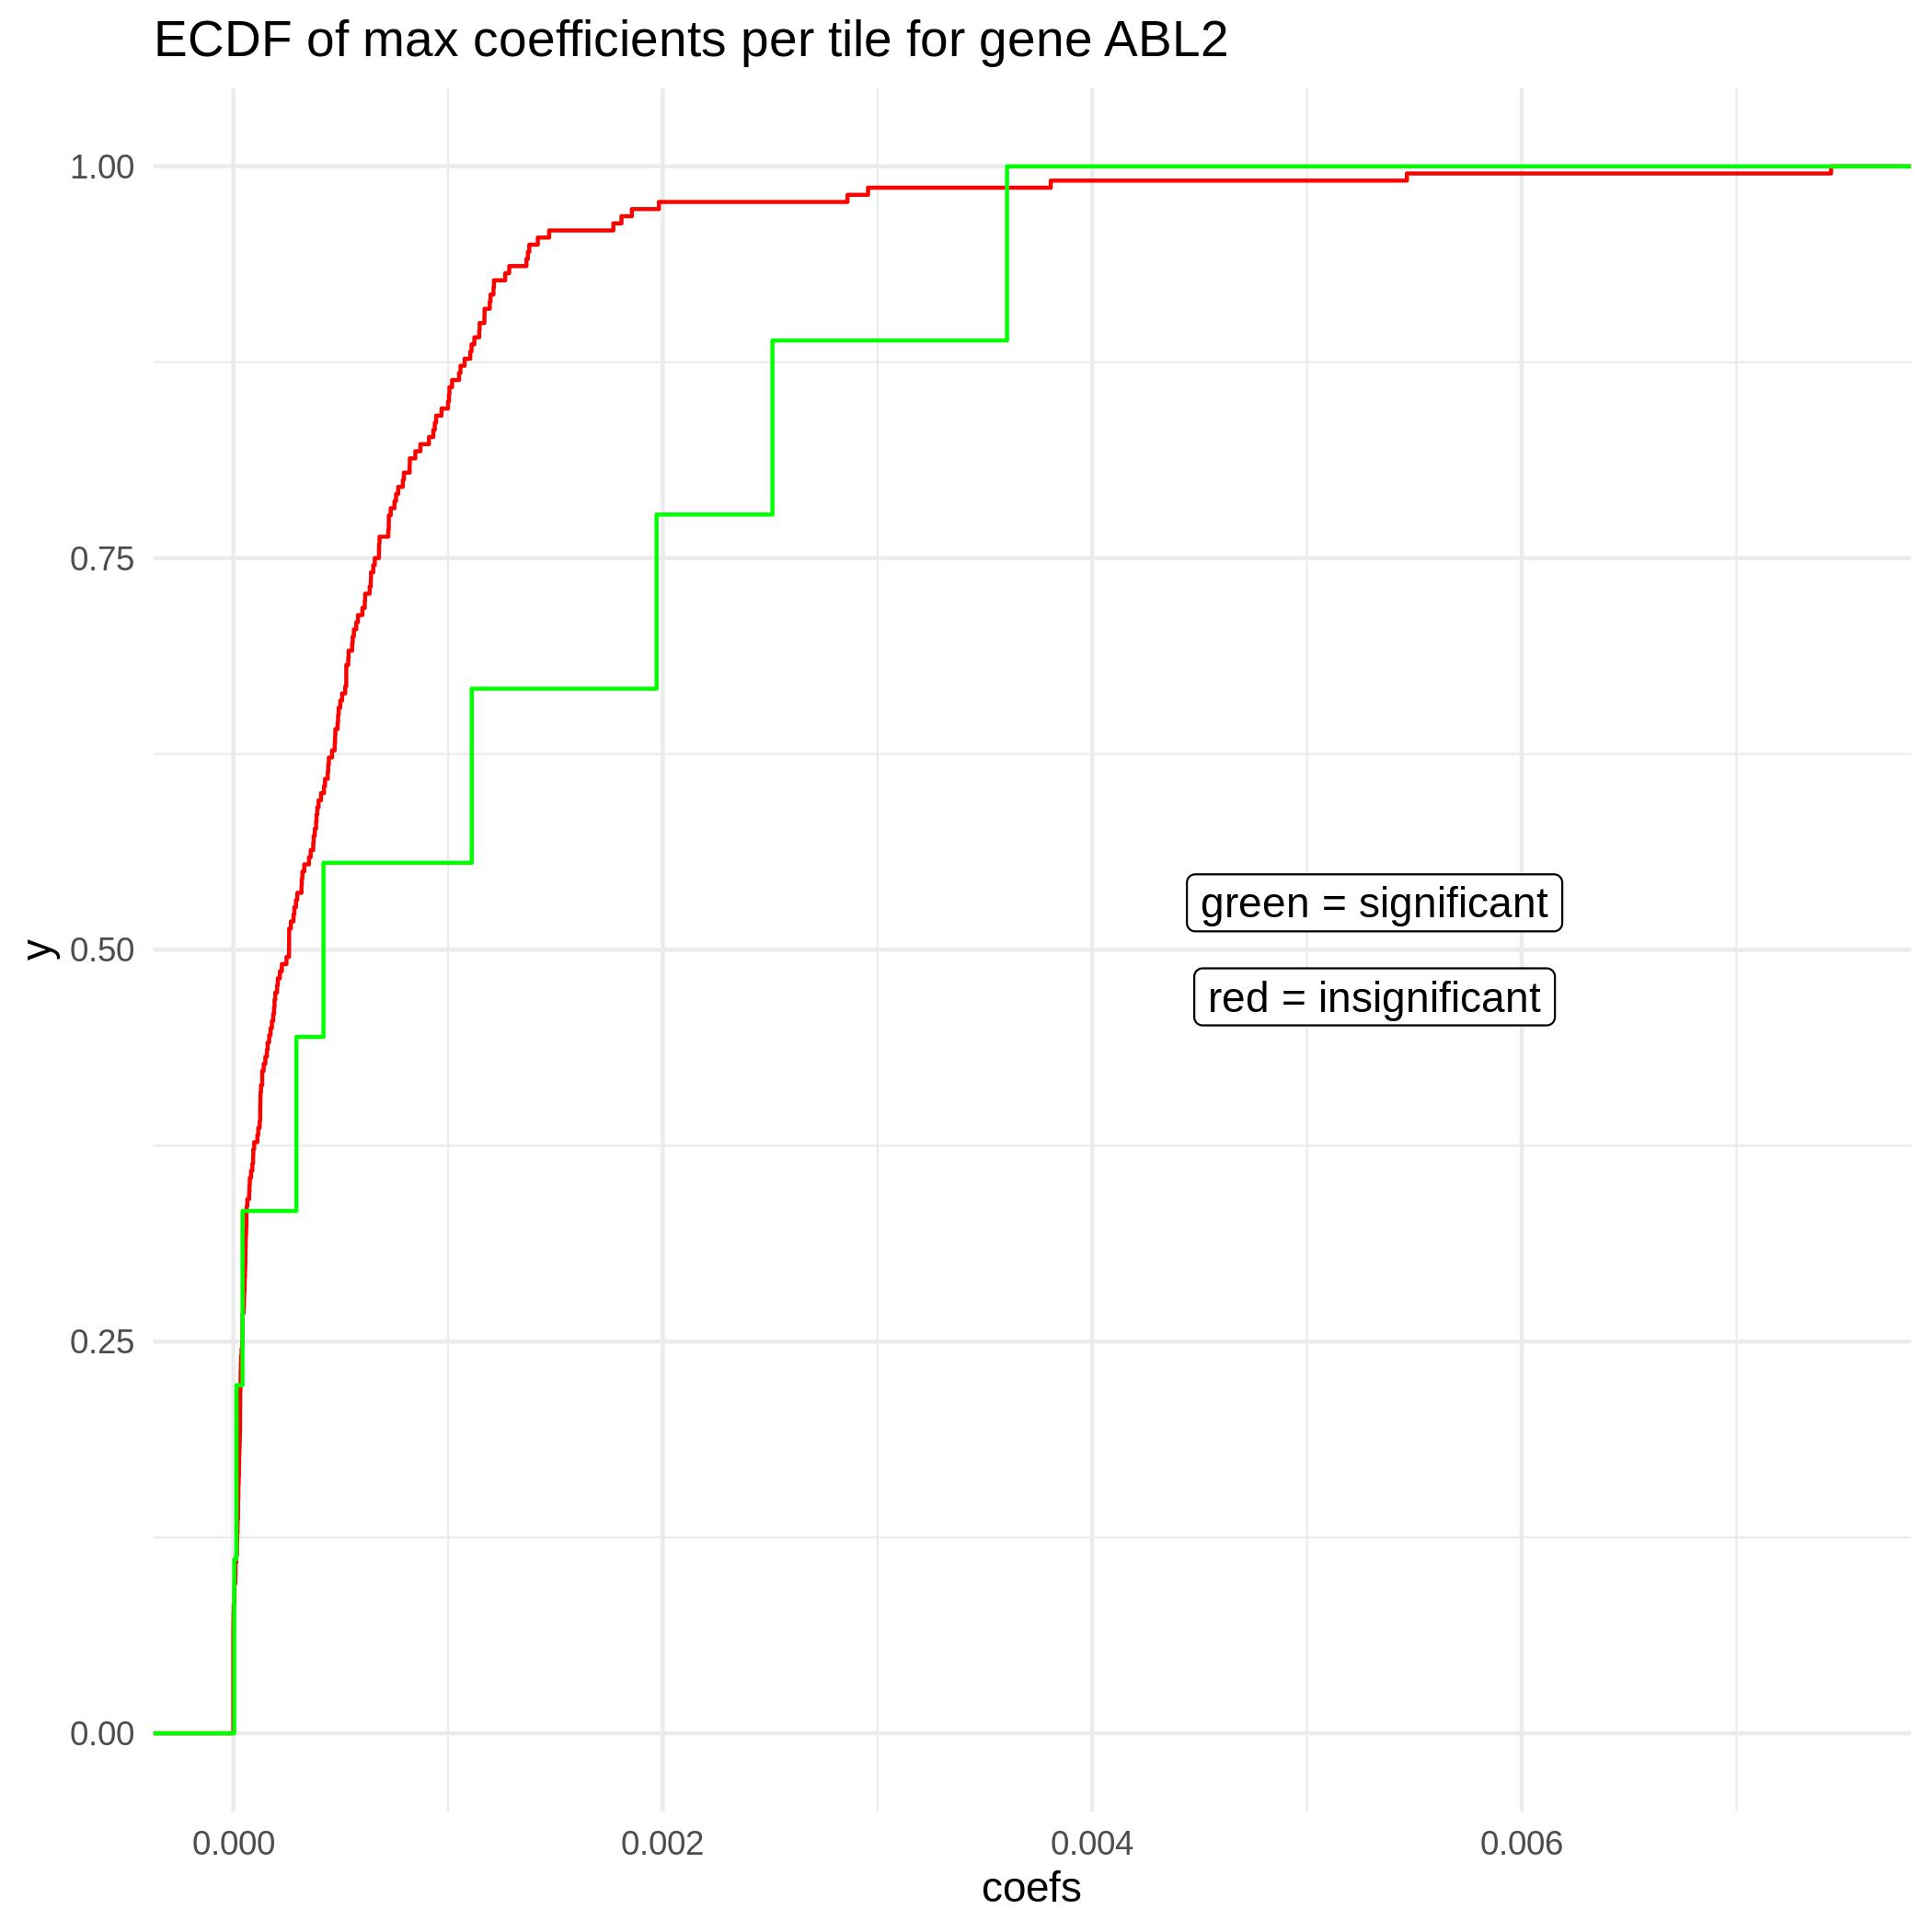 ECDF of max coefficients per tile for gene ABL2
1.00
0.75
0.50
0.25
0.00
y
green = significant
red = insignificant
0.000
0.002
0.004
0.006
coefs